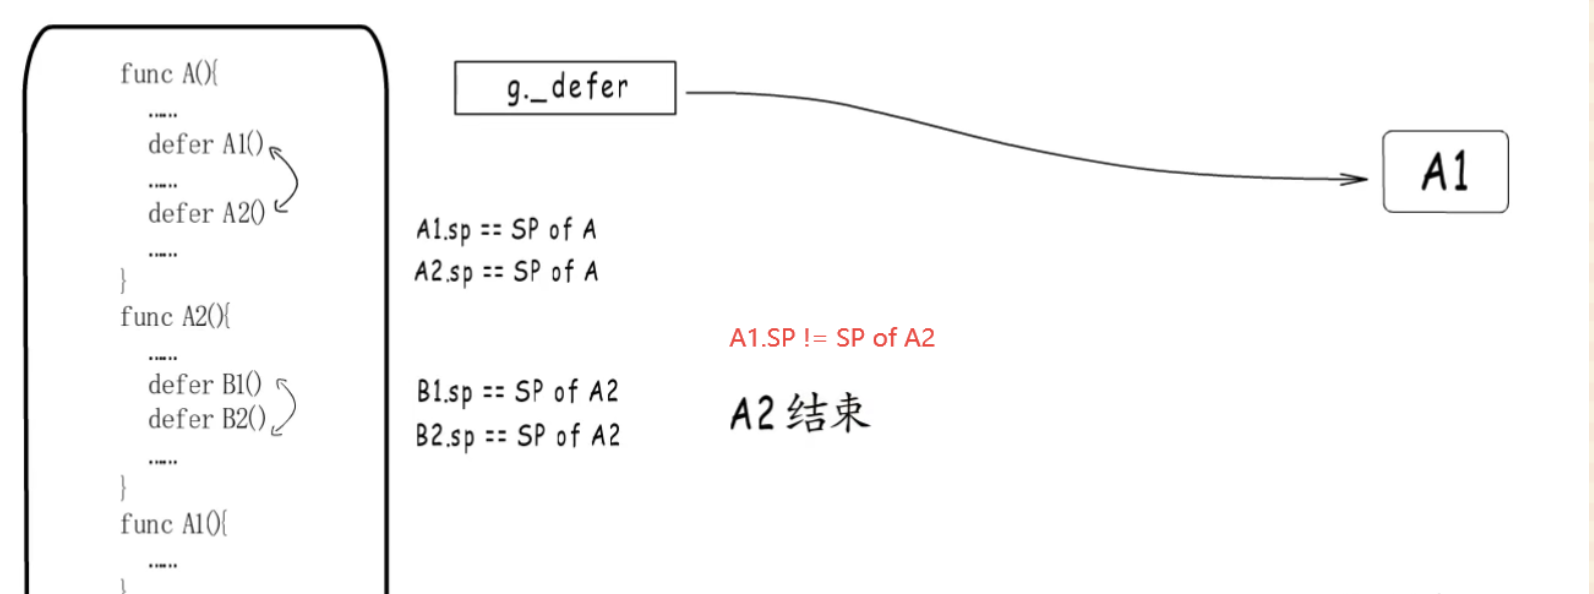 func A(){
......
defer A1()
......
defer A2()
......
}
func A2(){
......
defer B1()
defer B2()
......
}
func A1(){
......
}
g._defer
A1
A1.sp == SP of A
A2.sp == SP of A
A1.SP != SP of A2
B1.sp == SP of A2
B2.sp == SP of A2
A2 结束